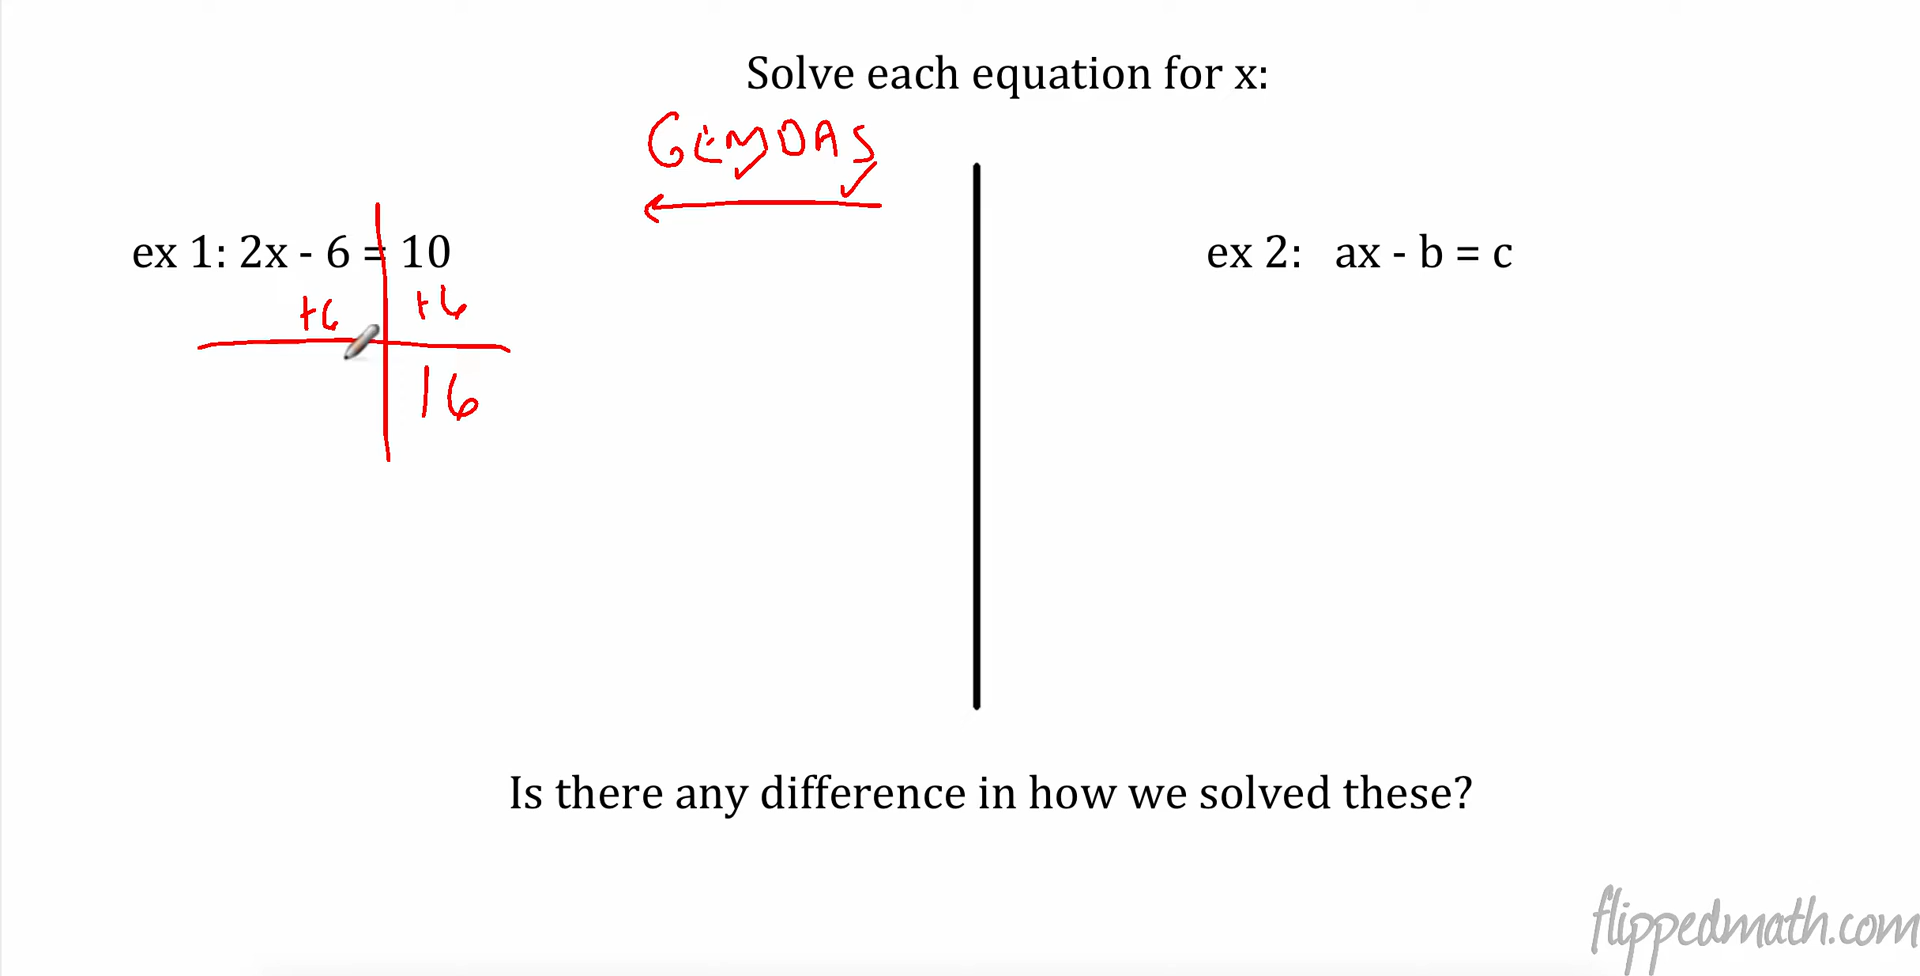 Solve each equation for x:
GEMDAS
ex 1: 2x - 6 = 10
+6 +6
16
ex 2: ax - b = c
Is there any difference in how we solved these?
flippedmath.com